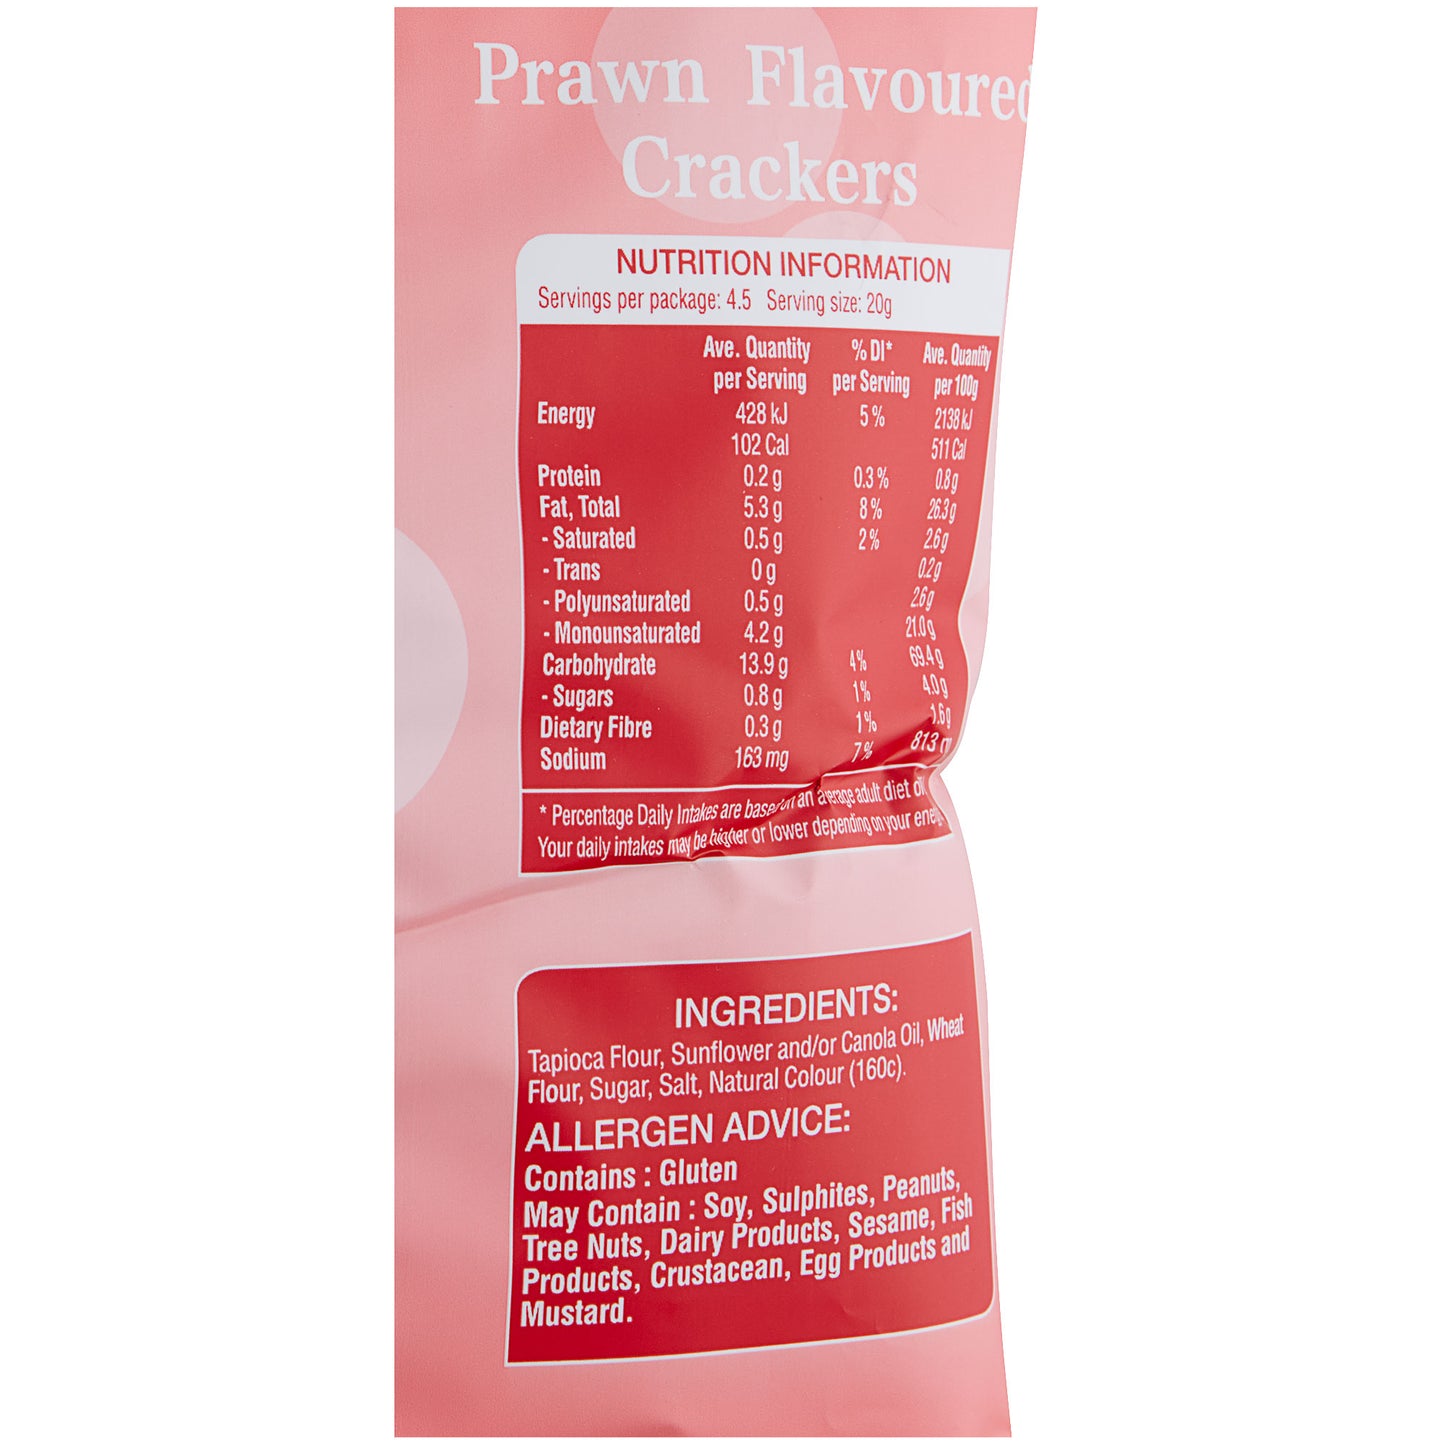 Prawn Flavoured
Crackers
NUTRITION INFORMATION
Servings per package: 4.5 Serving size: 20g
Ave. Quantity % DI* Ave. Quantity
per Serving per Serving per 100g
Energy 428 kJ 5% 2138 kJ
102 Cal 511 Cal
Protein 0.2 g 0.3% 0.8 g
Fat, Total 5.3 g 8% 26.3 g
- Saturated 0.5 g 2% 2.6 g
- Trans 0 g 0.2 g
- Polyunsaturated 0.5 g 2.6 g
- Monounsaturated 4.2 g 21.0 g
Carbohydrate 13.9 g 4% 69.4 g
- Sugars 0.8 g 1% 4.0 g
Dietary Fibre 0.3 g 1% 1.6 g
Sodium 163 mg 7% 813
* Percentage Daily Intakes are based on an average adult diet
Your daily intakes may be higher or lower depending on your
INGREDIENTS:
Tapioca Flour, Sunflower and/or Canola Oil, Wheat
Flour, Sugar, Salt, Natural Colour (160c).
ALLERGEN ADVICE:
Contains : Gluten
May Contain : Soy, Sulphites, Peanuts,
Tree Nuts, Dairy Products, Sesame, Fish
Products, Crustacean, Egg Products and
Mustard.